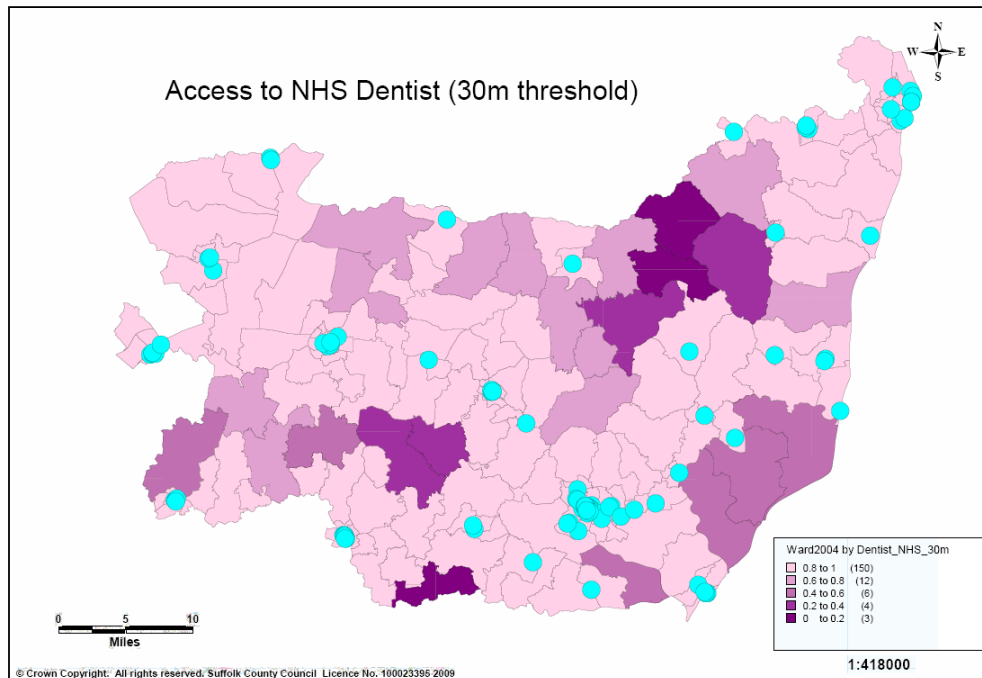 N
W E
S
Access to NHS Dentist (30m threshold)
Ward2004 by Dentist_NHS_30m
0.8 to 1 (150)
0.6 to 0.8 (12)
0.4 to 0.6 (6)
0.2 to 0.4 (4)
0 to 0.2 (3)
0 5 10
Miles
1:418000
© Crown Copyright. All rights reserved. Suffolk County Council Licence No. 100023395 2009